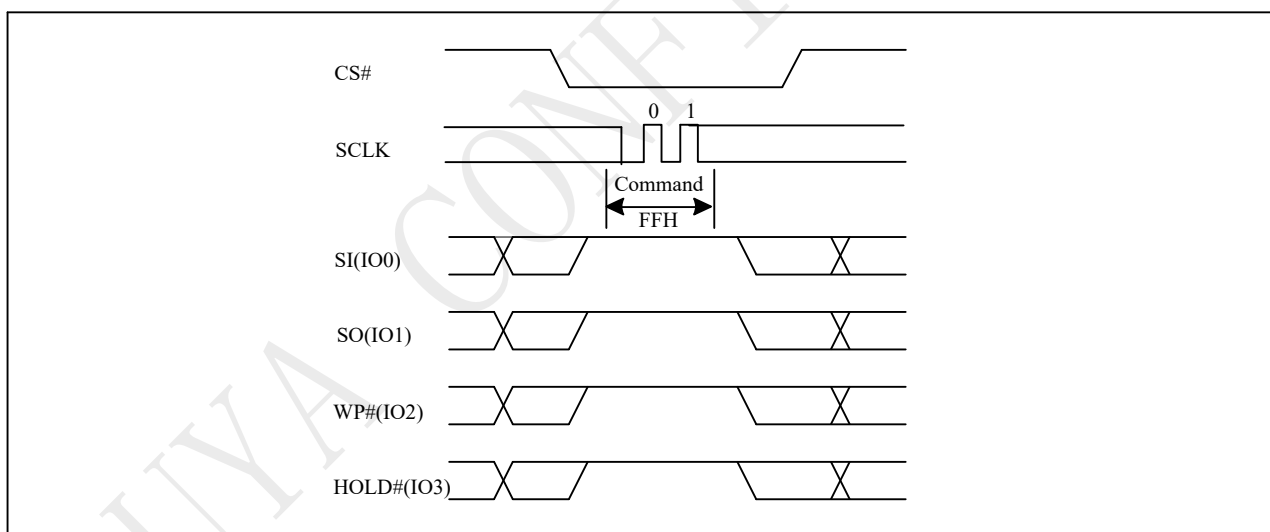 CS#
0 1
SCLK
Command
FFH
SI(IO0)
SO(IO1)
WP#(IO2)
HOLD#(IO3)